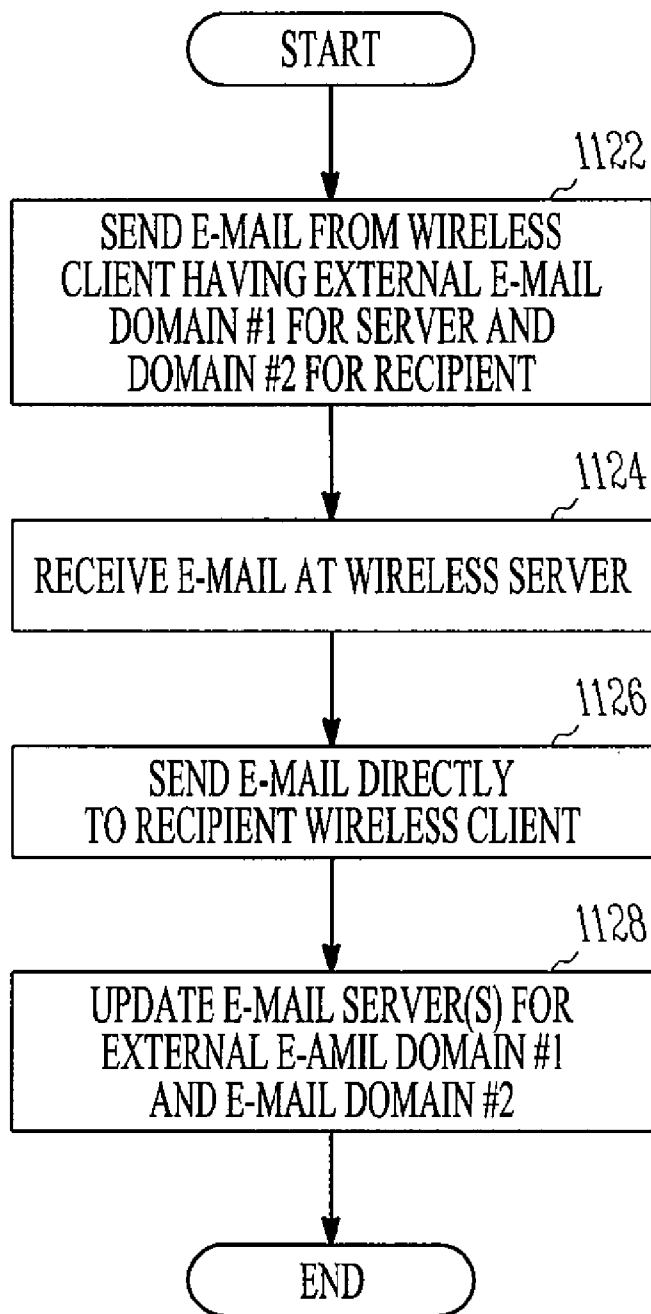 START
1122
SEND E-MAIL FROM WIRELESS
CLIENT HAVING EXTERNAL E-MAIL
DOMAIN #1 FOR SERVER AND
DOMAIN #2 FOR RECIPIENT
1124
RECEIVE E-MAIL AT WIRELESS SERVER
1126
SEND E-MAIL DIRECTLY
TO RECIPIENT WIRELESS CLIENT
1128
UPDATE E-MAIL SERVER(S) FOR
EXTERNAL E-AMIL DOMAIN #1
AND E-MAIL DOMAIN #2
END